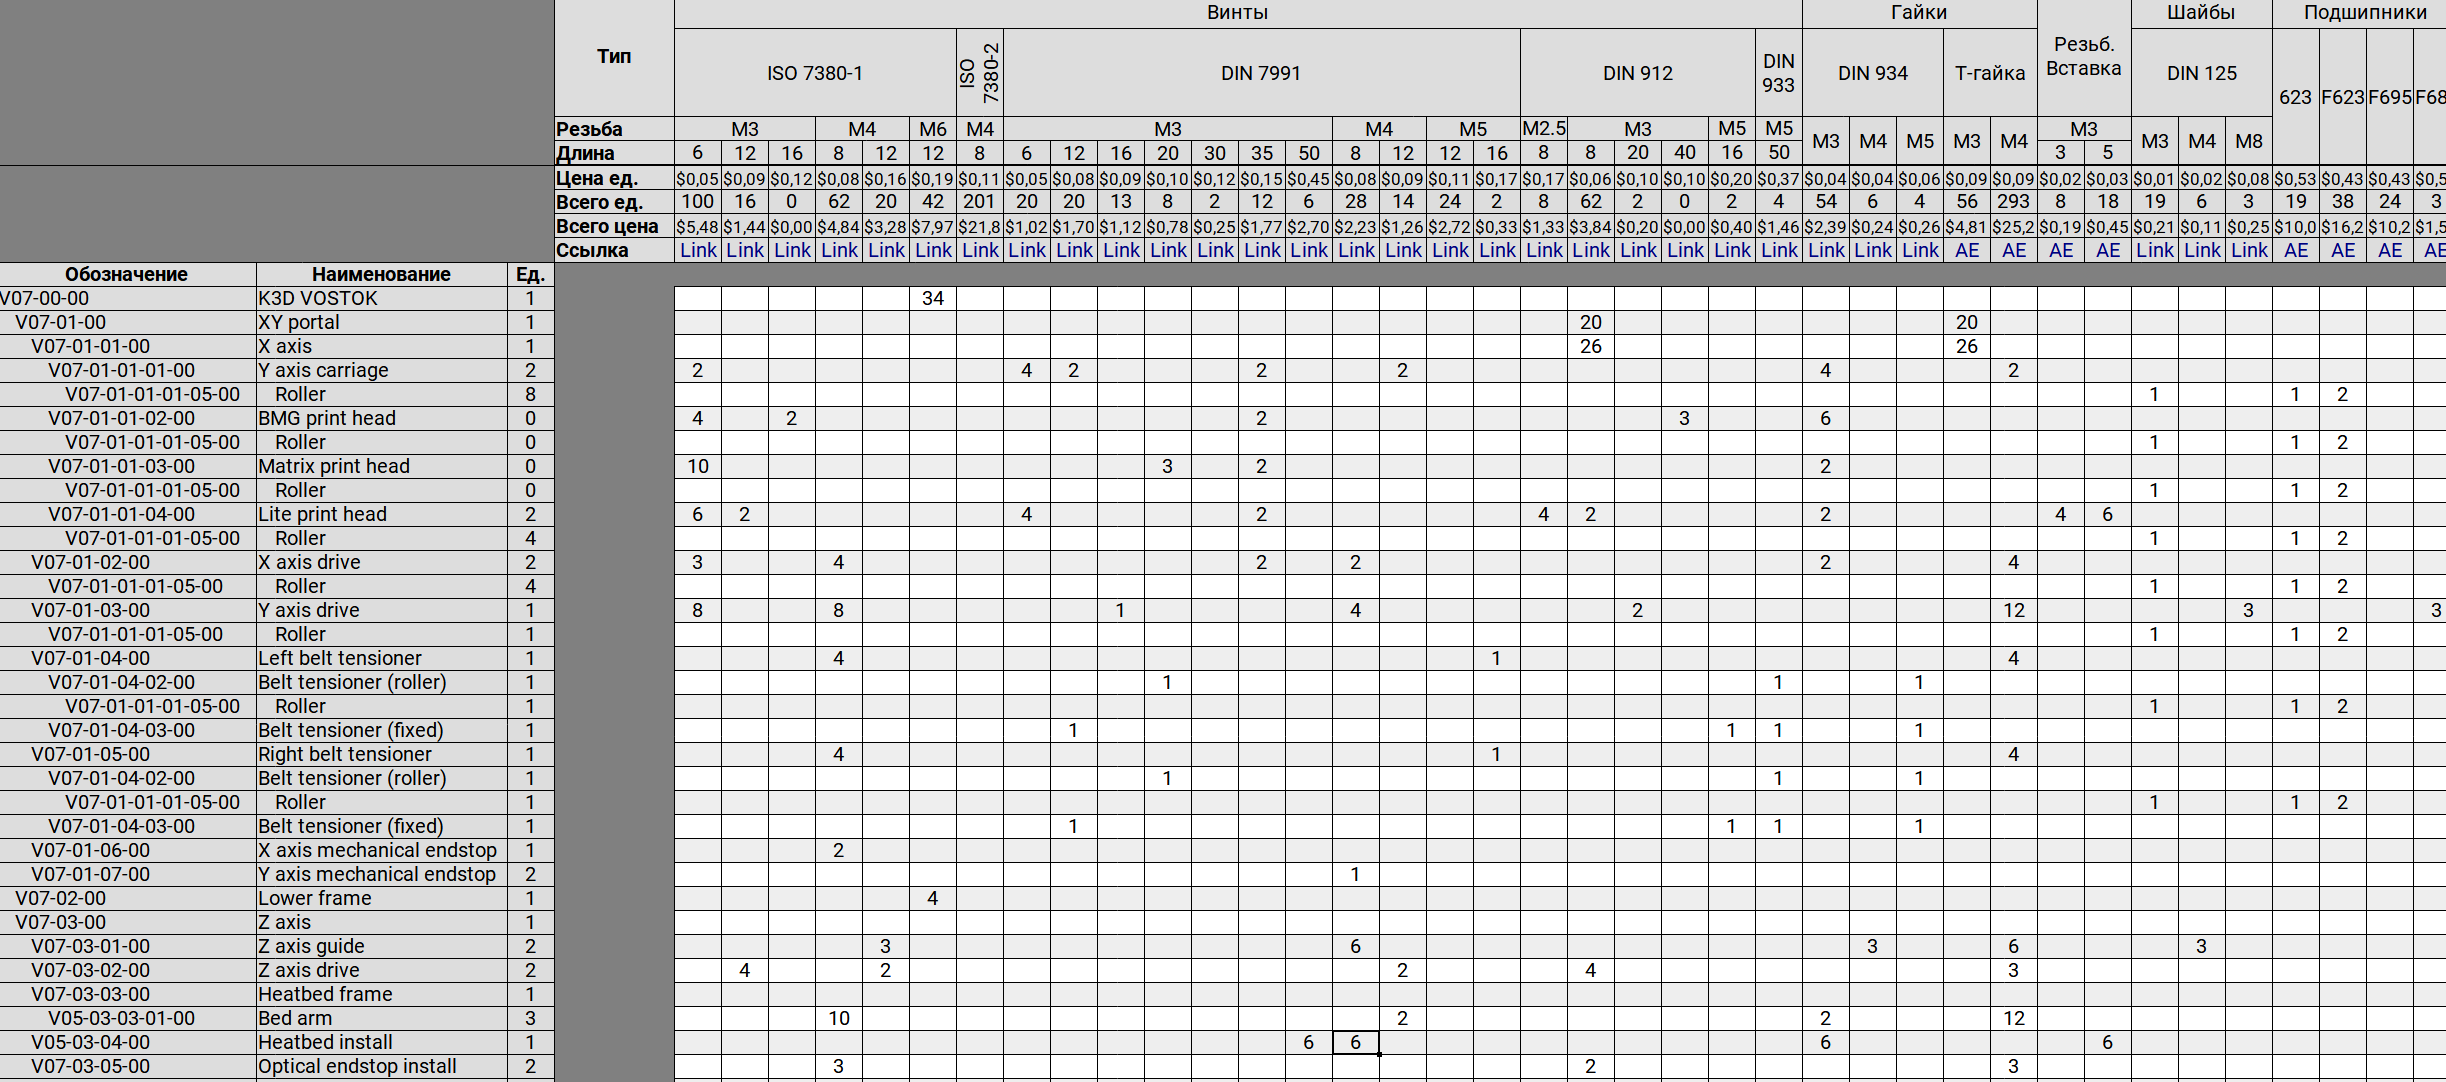 Винты Гайки Шайбы Подшипники
Тип ISO 7380-1 ISO 7380-2 DIN 7991 DIN 912 DIN 933 DIN 934 Т-гайка Резьб. Вставка DIN 125 623 F623 F695 F68
Резьба M3 M4 M6 M4 M3 M4 M5 M2.5 M3 M5 M5 M3 M4 M5 M3 M4 M3 M3 M4 M8
Длина 6 12 16 8 12 12 8 6 12 16 20 30 35 50 8 12 12 16 8 8 20 40 16 50 3 5
Цена ед. $0,05 $0,09 $0,12 $0,08 $0,16 $0,19 $0,11 $0,05 $0,08 $0,09 $0,10 $0,12 $0,15 $0,45 $0,08 $0,09 $0,11 $0,17 $0,17 $0,06 $0,10 $0,10 $0,20 $0,37 $0,04 $0,04 $0,06 $0,09 $0,09 $0,02 $0,03 $0,01 $0,02 $0,08 $0,53 $0,43 $0,43 $0,5
Всего ед. 100 16 0 62 20 42 201 20 20 13 8 2 12 6 28 14 24 2 8 62 2 0 2 4 54 6 4 56 293 8 18 19 6 3 19 38 24 3
Всего цена $5,48 $1,44 $0,00 $4,84 $3,28 $7,97 $21,8 $1,02 $1,70 $1,12 $0,78 $0,25 $1,77 $2,70 $2,23 $1,26 $2,72 $0,33 $1,33 $3,84 $0,20 $0,00 $0,40 $1,46 $2,39 $0,24 $0,26 $4,81 $25,2 $0,19 $0,45 $0,21 $0,11 $0,25 $10,0 $16,2 $10,2 $1,5
Ссылка Link Link Link Link Link Link Link Link Link Link Link Link Link Link Link Link Link Link Link Link Link Link Link Link Link Link Link AE AE AE AE Link Link Link AE AE AE AE
Обозначение Наименование Ед.
V07-00-00 K3D VOSTOK 1 34
V07-01-00 XY portal 1 20 20
V07-01-01-00 X axis 1 26 26
V07-01-01-01-00 Y axis carriage 2 2 4 2 2 2 4 2
V07-01-01-01-05-00 Roller 8 1 1 2
V07-01-01-02-00 BMG print head 0 4 2 2 3 6
V07-01-01-01-05-00 Roller 0 1 1 2
V07-01-01-03-00 Matrix print head 0 10 3 2 2
V07-01-01-01-05-00 Roller 0 1 1 2
V07-01-01-04-00 Lite print head 2 6 2 4 2 4 2 2 4 6
V07-01-01-01-05-00 Roller 4 1 1 2
V07-01-02-00 X axis drive 2 3 4 2 2 2 4
V07-01-01-01-05-00 Roller 4 1 1 2
V07-01-03-00 Y axis drive 1 8 8 1 4 2 12 3 3
V07-01-01-01-05-00 Roller 1 1 1 2
V07-01-04-00 Left belt tensioner 1 4 1 4
V07-01-04-02-00 Belt tensioner (roller) 1 1 1 1
V07-01-01-01-05-00 Roller 1 1 1 2
V07-01-04-03-00 Belt tensioner (fixed) 1 1 1 1 1
V07-01-05-00 Right belt tensioner 1 4 1 4
V07-01-04-02-00 Belt tensioner (roller) 1 1 1 1
V07-01-01-01-05-00 Roller 1 1 1 2
V07-01-04-03-00 Belt tensioner (fixed) 1 1 1 1 1
V07-01-06-00 X axis mechanical endstop 1 2
V07-01-07-00 Y axis mechanical endstop 2 1
V07-02-00 Lower frame 1 4
V07-03-00 Z axis 1
V07-03-01-00 Z axis guide 2 3 6 3 6 3
V07-03-02-00 Z axis drive 2 4 2 2 4 3
V07-03-03-00 Heatbed frame 1
V05-03-03-01-00 Bed arm 3 10 2 2 12
V05-03-04-00 Heatbed install 1 6 6 6 6
V07-03-05-00 Optical endstop install 2 3 2 3